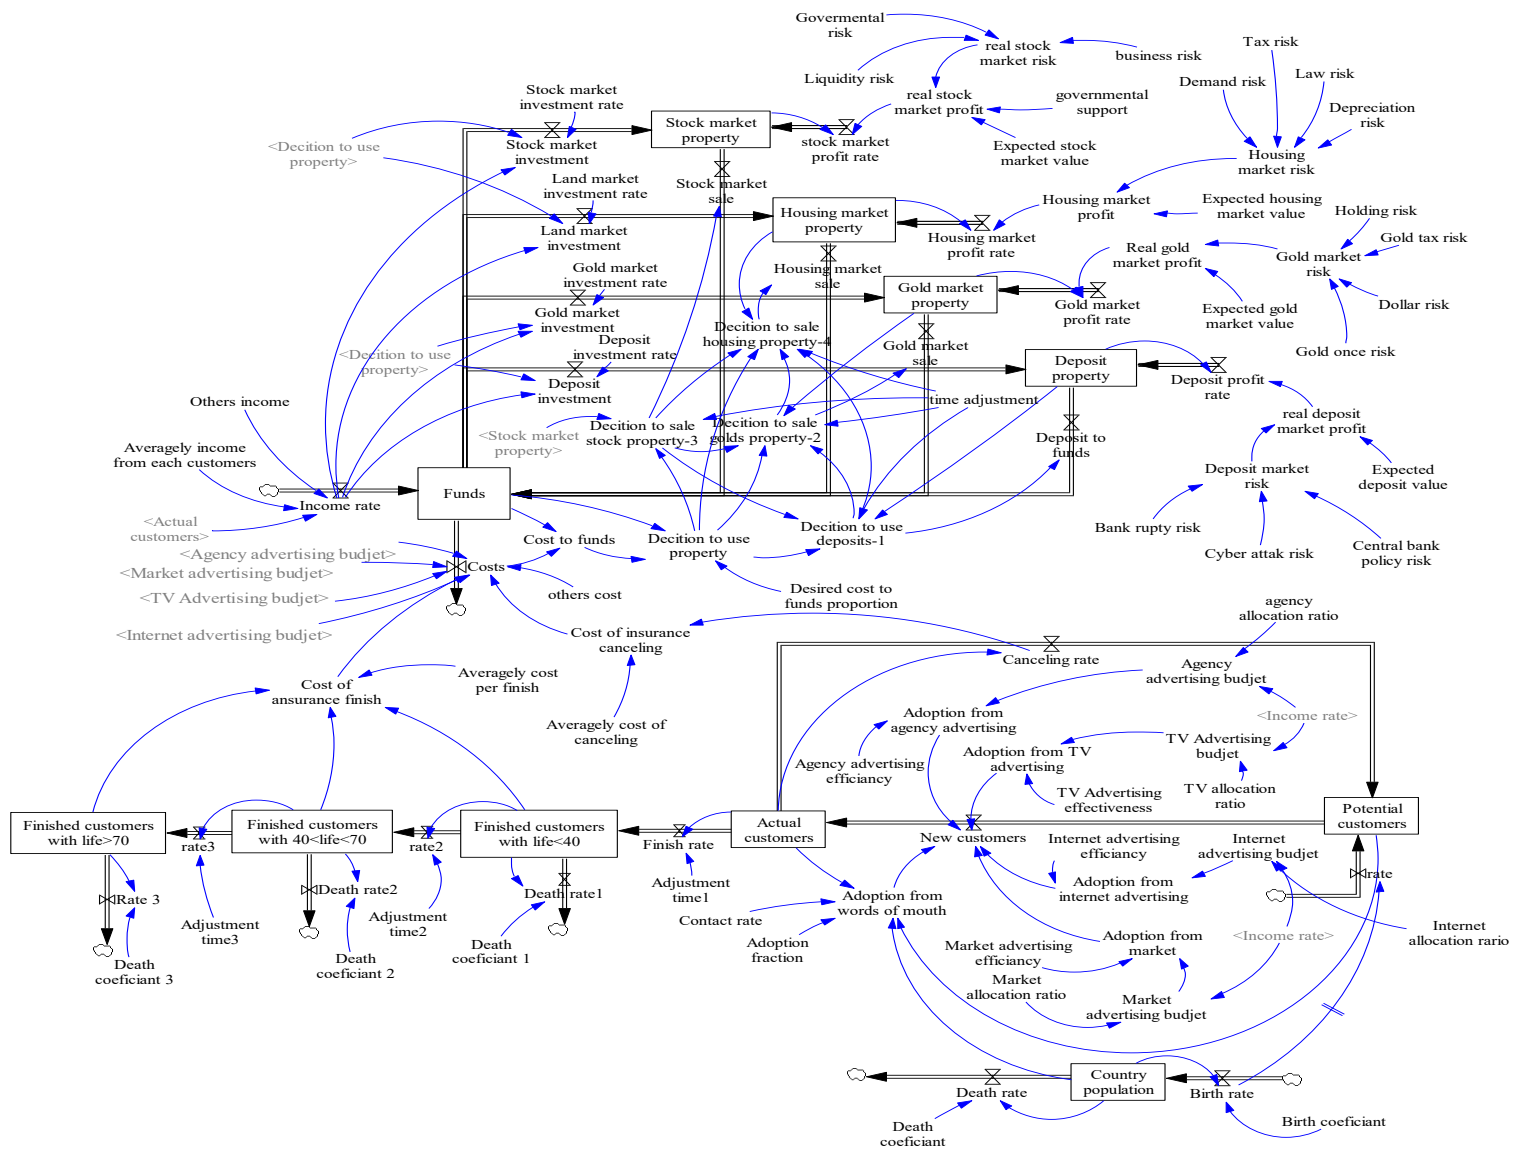 Govermental
risk
real stock
market risk
business risk
Tax risk
Liquidity risk
Demand risk
Law risk
Stock market
investment rate
real stock
market profit
governmental
support
Depreciation
risk
Stock market
property
stock market
profit rate
Expected stock
market value
<Decition to use
property>
Stock market
investment
Housing
market risk
Land market
investment rate
Stock market
sale
Housing market
property
Housing market
profit
Expected housing
market value
Holding risk
Land market
investment
Housing market
profit rate
Real gold
market profit
Gold market
risk
Gold tax risk
Gold market
investment rate
Housing market
sale
Gold market
property
Gold market
profit rate
Expected gold
market value
Dollar risk
Gold market
investment
Decition to sale
housing property-4
Gold market
sale
Gold once risk
<Decition to use
property>
Deposit
investment rate
Deposit
property
Deposit profit
rate
Deposit
investment
Others income
time adjustment
real deposit
market profit
<Stock market
property>
Decition to sale
stock property-3
Decition to sale
golds property-2
Deposit to
funds
Averagely income
from each customers
Deposit market
risk
Expected
deposit value
Funds
Income rate
<Actual
customers>
Cost to funds
Decition to use
property
Decition to use
deposits-1
Bank rupty risk
Cyber attak risk
Central bank
policy risk
<Agency advertising budjet>
<Market advertising budjet>
Costs
<TV Advertising budjet>
others cost
Desired cost to
funds proportion
<Internet advertising budjet>
Cost of insurance
canceling
agency
allocation ratio
Canceling rate
Averagely cost
per finish
Agency
advertising budjet
Cost of
ansurance finish
Averagely cost of
canceling
Adoption from
agency advertising
<Income rate>
Agency advertising
efficiancy
Adoption from TV
advertising
TV Advertising
budjet
TV Advertising
effectiveness
TV allocation
ratio
Finished customers
with life>70
rate3
Finished customers
with 40<life<70
rate2
Finished customers
with life<40
Finish rate
Actual
customers
New customers
Potential
customers
Internet advertising
efficiancy
Internet
advertising budjet
rate
Rate 3
Death rate2
Death rate1
Adjustment
time1
Adoption from
words of mouth
Adoption from
internet advertising
Adjustment
time3
Adjustment
time2
Contact rate
Adoption
fraction
Death
coeficiant 3
Death
coeficiant 2
Death
coeficiant 1
Market advertising
efficiancy
Adoption from
market
<Income rate>
Internet
allocation rario
Market
allocation ratio
Market
advertising budjet
Country
population
Death rate
Birth rate
Death
coeficiant
Birth coeficiant